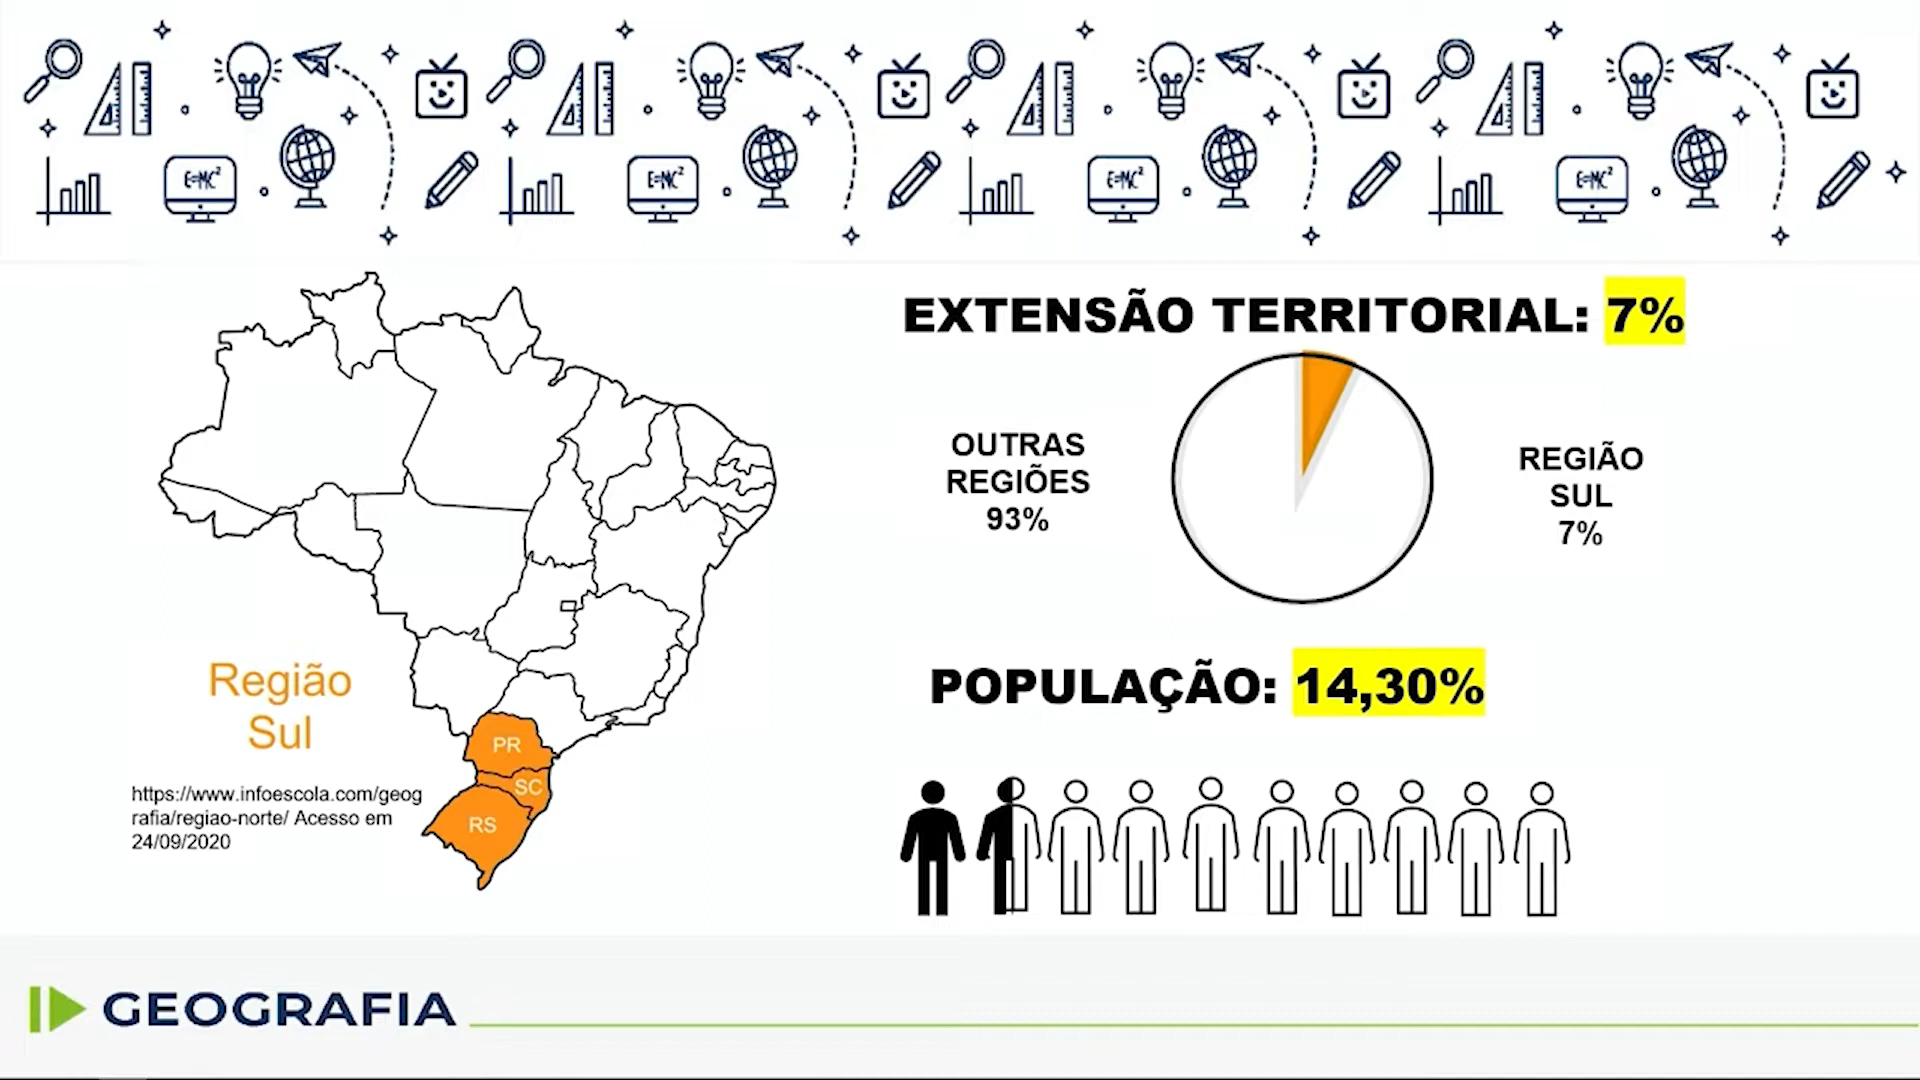 E=MC²
E=MC²
E=MC²
E=MC²
Região
Sul
PR
SC
RS
https://www.infoescola.com/geog
rafia/regiao-norte/ Acesso em
24/09/2020
EXTENSÃO TERRITORIAL: 7%
OUTRAS
REGIÕES
93%
REGIÃO
SUL
7%
POPULAÇÃO: 14,30%
GEOGRAFIA